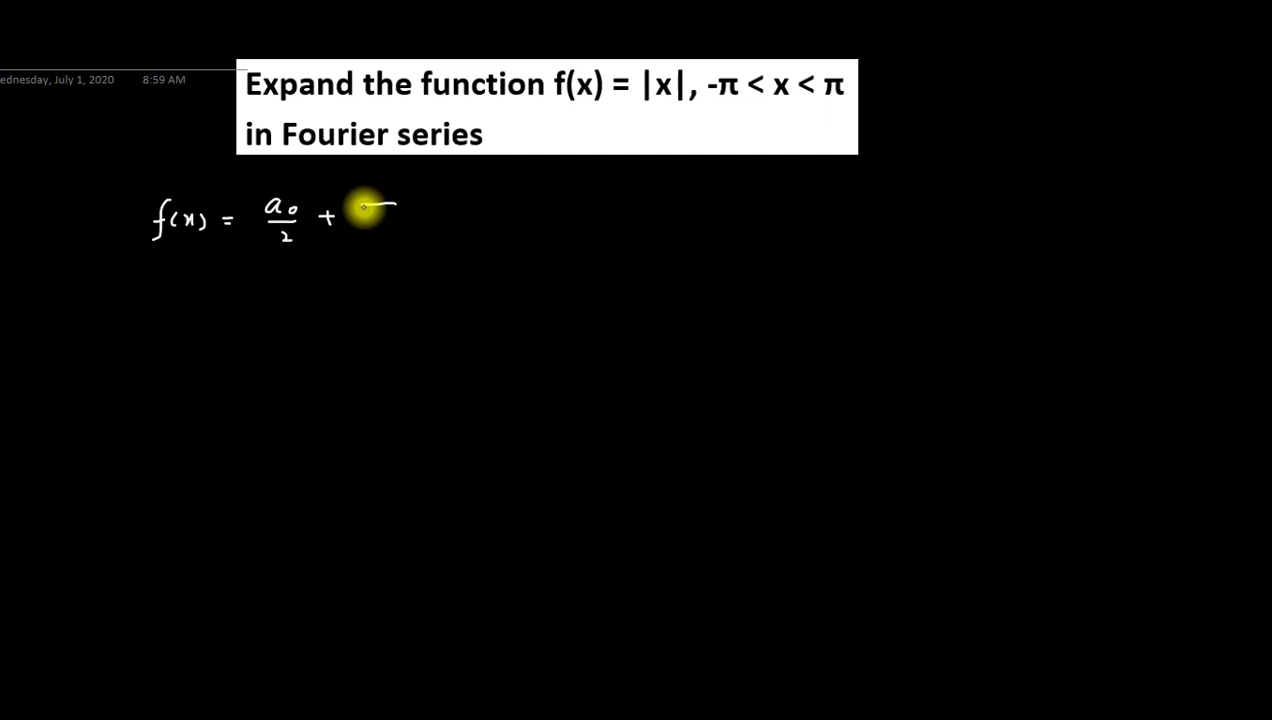 ednesday, July 1, 2020 8:59 AM
Expand the function f(x) = |x|, -π < x < π
in Fourier series
f(x) = a₀/2 +